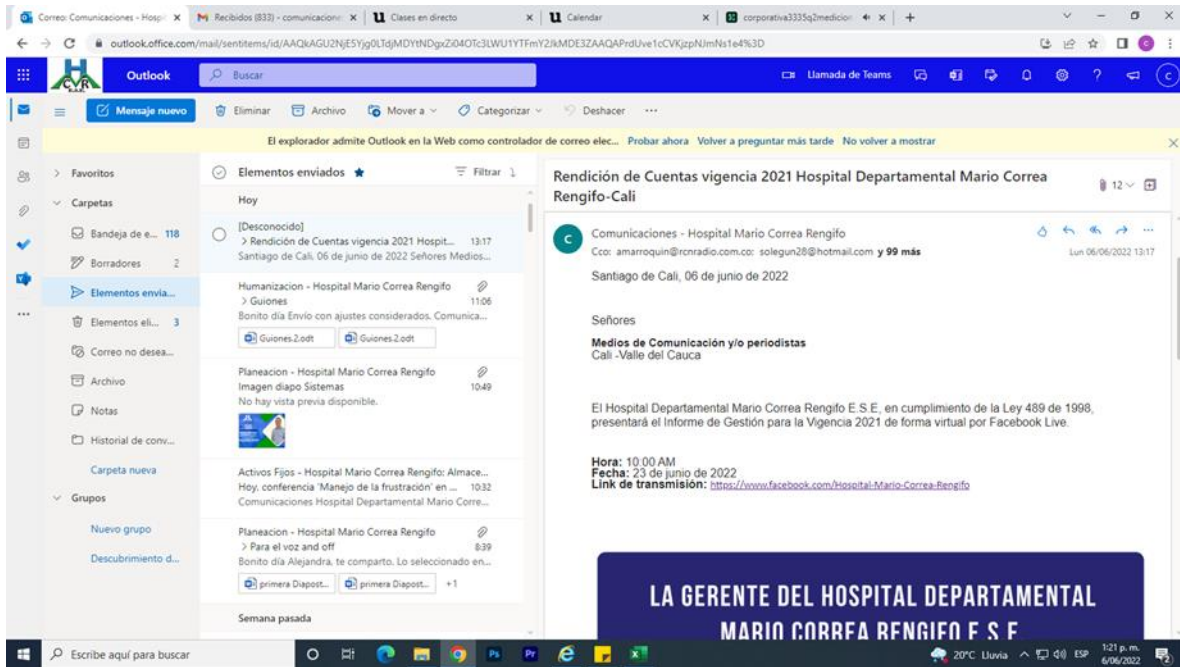 Correo: Comunicaciones - Hospi
Recibidos (833) - comunicacione
Clases en directo
Calendar
corporativa3335q2medicion
outlook.office.com/mail/sentitems/id/
CVR
Outlook
Buscar
Llamada de Teams
Mensaje nuevo
Eliminar
Archivo
Mover a
Categorizar
Deshacer
El explorador admite Outlook en la Web como controlador de correo elec... Probar ahora Volver a preguntar más tarde No volver a mostrar
Favoritos
Carpetas
Bandeja de e... 118
Borradores 2
Elementos envia...
Elementos eli... 3
Correo no desea...
Archivo
Notas
Historial de conv...
Carpeta nueva
Grupos
Nuevo grupo
Descubrimiento d...
Elementos enviados
Filtrar
Hoy
[Desconocido]
> Rendición de Cuentas vigencia 2021 Hospit... 13:17
Santiago de Cali, 06 de junio de 2022 Señores Medios...
Humanizacion - Hospital Mario Correa Rengifo
> Guiones 11:06
Bonito día Envío con ajustes considerados. Comunica...
Guiones 2.odt Guiones 2.odt
Planeacion - Hospital Mario Correa Rengifo
Imagen diapo Sistemas 10:49
No hay vista previa disponible.
Activos Fijos - Hospital Mario Correa Rengifo: Almace...
Hoy, conferencia 'Manejo de la frustración' en ... 10:32
Comunicaciones Hospital Departamental Mario Corre...
Planeacion - Hospital Mario Correa Rengifo
> Para el voz and off 8:39
Bonito día Alejandra, te comparto. Lo seleccionado en...
primera Diapost... primera Diapost... +1
Semana pasada
Rendición de Cuentas vigencia 2021 Hospital Departamental Mario Correa
Rengifo-Cali
12
C
Comunicaciones - Hospital Mario Correa Rengifo
Cco: amarroquin@rcnradio.com.co; solegun28@hotmail.com y 99 más
Lun 06/06/2022 13:17
Santiago de Cali, 06 de junio de 2022
Señores
Medios de Comunicación y/o periodistas
Cali -Valle del Cauca
El Hospital Departamental Mario Correa Rengifo E.S.E, en cumplimiento de la Ley 489 de 1998,
presentará el Informe de Gestión para la Vigencia 2021 de forma virtual por Facebook Live.
Hora: 10:00 AM
Fecha: 23 de junio de 2022
Link de transmisión: https://www.facebook.com/Hospital-Mario-Correa-Rengifo
LA GERENTE DEL HOSPITAL DEPARTAMENTAL
MARIO CORREA RENGIFO E.S.E
Escribe aquí para buscar
Ps
Pr
20°C Lluvia
ESP
1:21 p. m.
6/06/2022